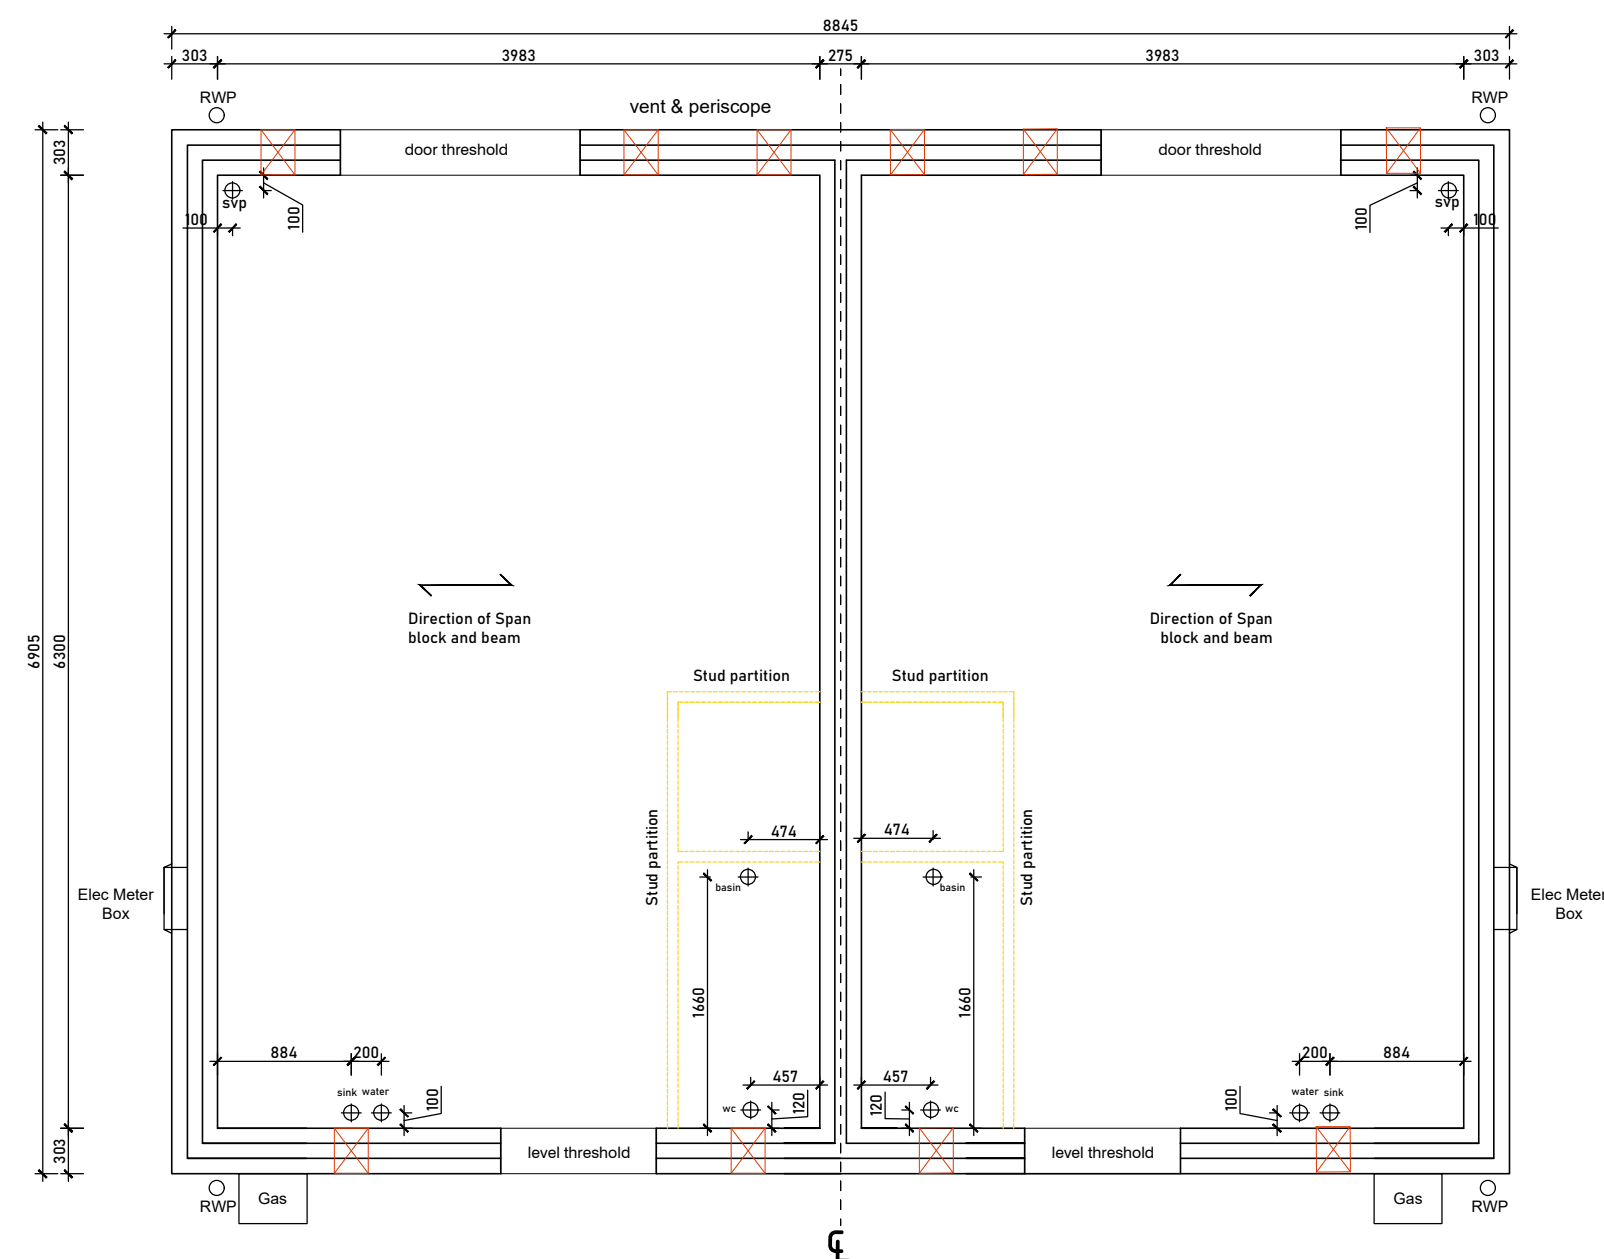 8845
303
3983
275
3983
303
RWP
vent & periscope
RWP
303
door threshold
door threshold
svp
100
100
svp
100
100
6905
6300
Direction of Span
block and beam
Direction of Span
block and beam
Stud partition
Stud partition
Stud partition
Stud partition
474
474
basin
basin
Elec Meter
Box
Elec Meter
Box
1660
1660
884
200
457
457
200
884
sink
water
100
wc
120
120
wc
100
water
sink
303
level threshold
level threshold
RWP
Gas
Gas
RWP
℄